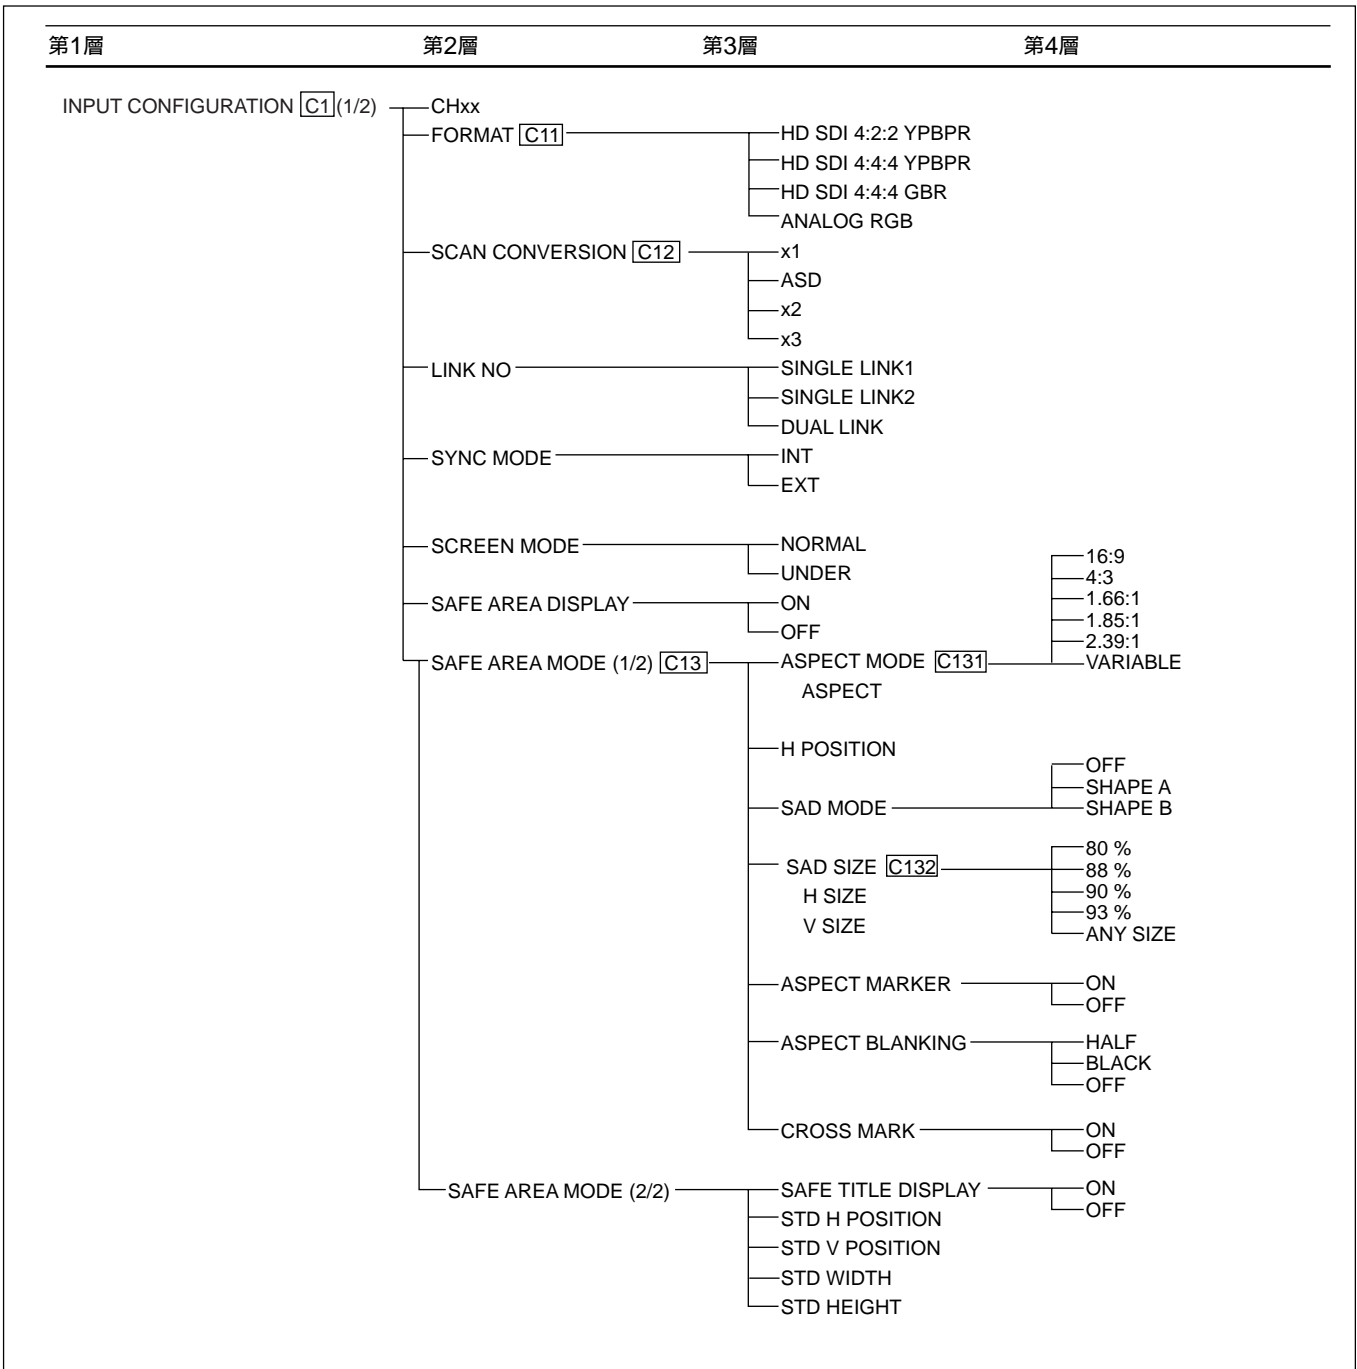 第1層 第2層 第3層 第4層
INPUT CONFIGURATION C1 (1/2) CHxx
FORMAT C11 HD SDI 4:2:2 YPBPR
HD SDI 4:4:4 YPBPR
HD SDI 4:4:4 GBR
ANALOG RGB
SCAN CONVERSION C12 x1
ASD
x2
x3
LINK NO SINGLE LINK1
SINGLE LINK2
DUAL LINK
SYNC MODE INT
EXT
SCREEN MODE NORMAL
UNDER
SAFE AREA DISPLAY ON
OFF
SAFE AREA MODE (1/2) C13 ASPECT MODE C131
16:9
4:3
1.66:1
1.85:1
2.39:1
VARIABLE
ASPECT
H POSITION
SAD MODE
OFF
SHAPE A
SHAPE B
SAD SIZE C132
80 %
88 %
90 %
93 %
ANY SIZE
H SIZE
V SIZE
ASPECT MARKER ON
OFF
ASPECT BLANKING HALF
BLACK
OFF
CROSS MARK ON
OFF
SAFE AREA MODE (2/2) SAFE TITLE DISPLAY ON
OFF
STD H POSITION
STD V POSITION
STD WIDTH
STD HEIGHT